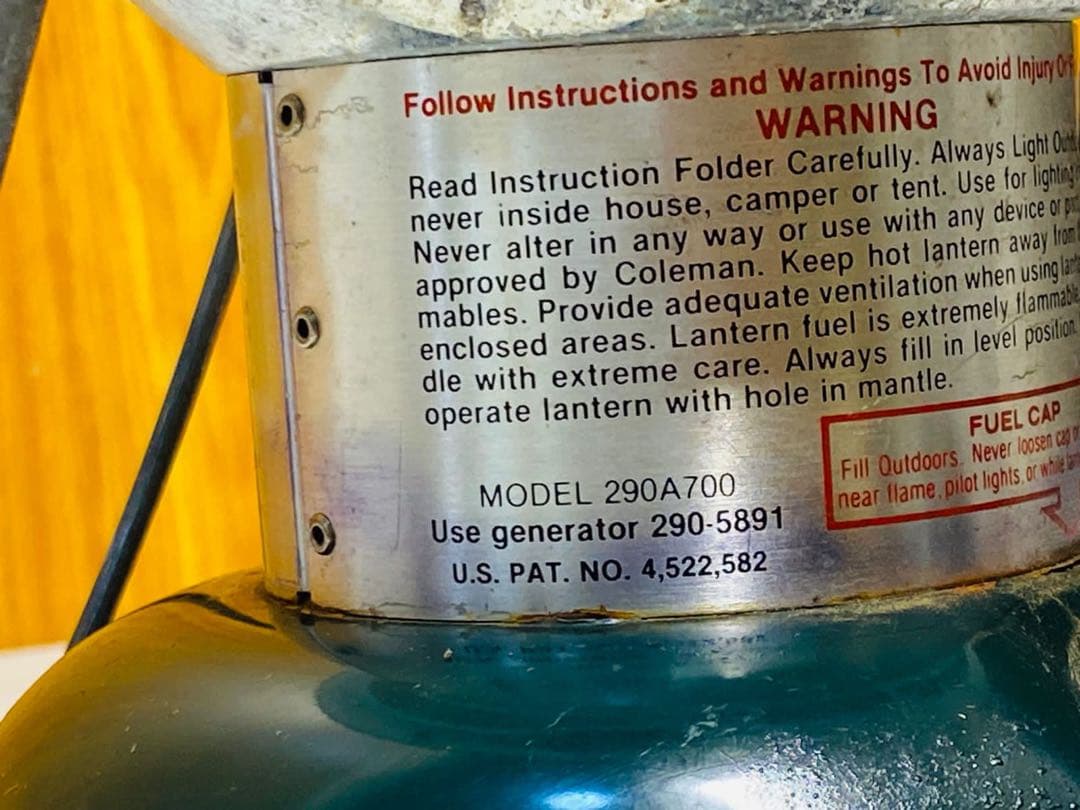 Follow Instructions and Warnings To Avoid Injury Or
WARNING
Read Instruction Folder Carefully. Always Light
never inside house, camper or tent. Use for lighting
Never alter in any way or use with any device or
approved by Coleman. Keep hot lantern away from
mables. Provide adequate ventilation when using
enclosed areas. Lantern fuel is extremely flammable
dle with extreme care. Always fill in level position.
operate lantern with hole in mantle.
FUEL CAP
Fill Outdoors. Never loosen cap
near flame, pilot lights, or while
MODEL 290A700
Use generator 290-5891
U.S. PAT. NO. 4,522,582